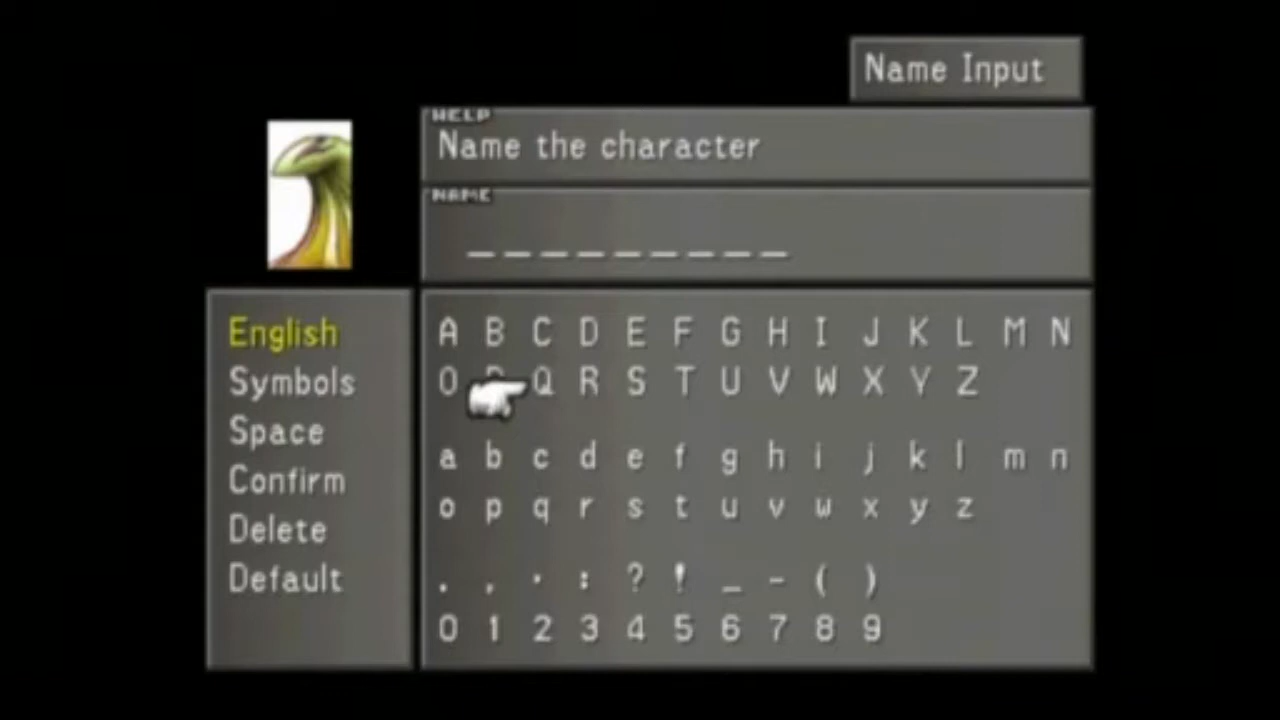 Name Input
HELP
Name the character
NAME
_ _ _ _ _ _ _ _ _
English
Symbols
Space
Confirm
Delete
Default
A B C D E F G H I J K L M N
O P Q R S T U V W X Y Z
a b c d e f g h i j k l m n
o p q r s t u v w x y z
. , · : ? ! _ - ( )
0 1 2 3 4 5 6 7 8 9